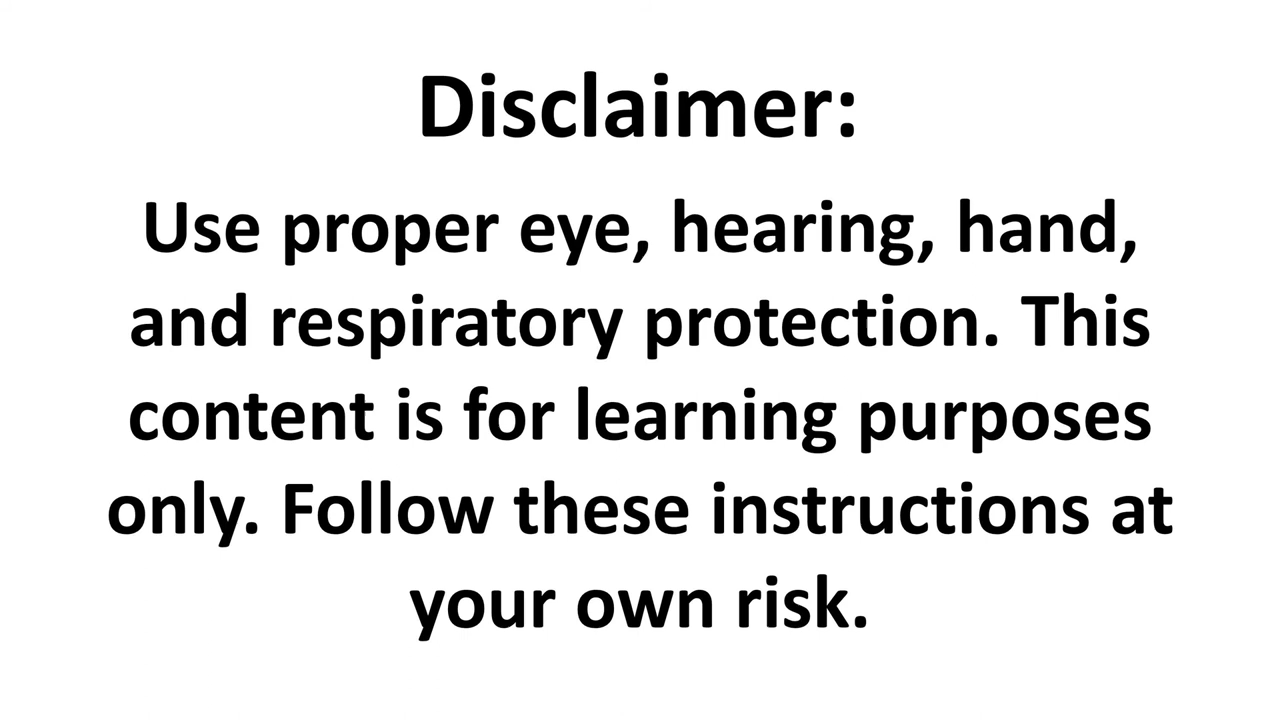 Disclaimer:
Use proper eye, hearing, hand,
and respiratory protection. This
content is for learning purposes
only. Follow these instructions at
your own risk.